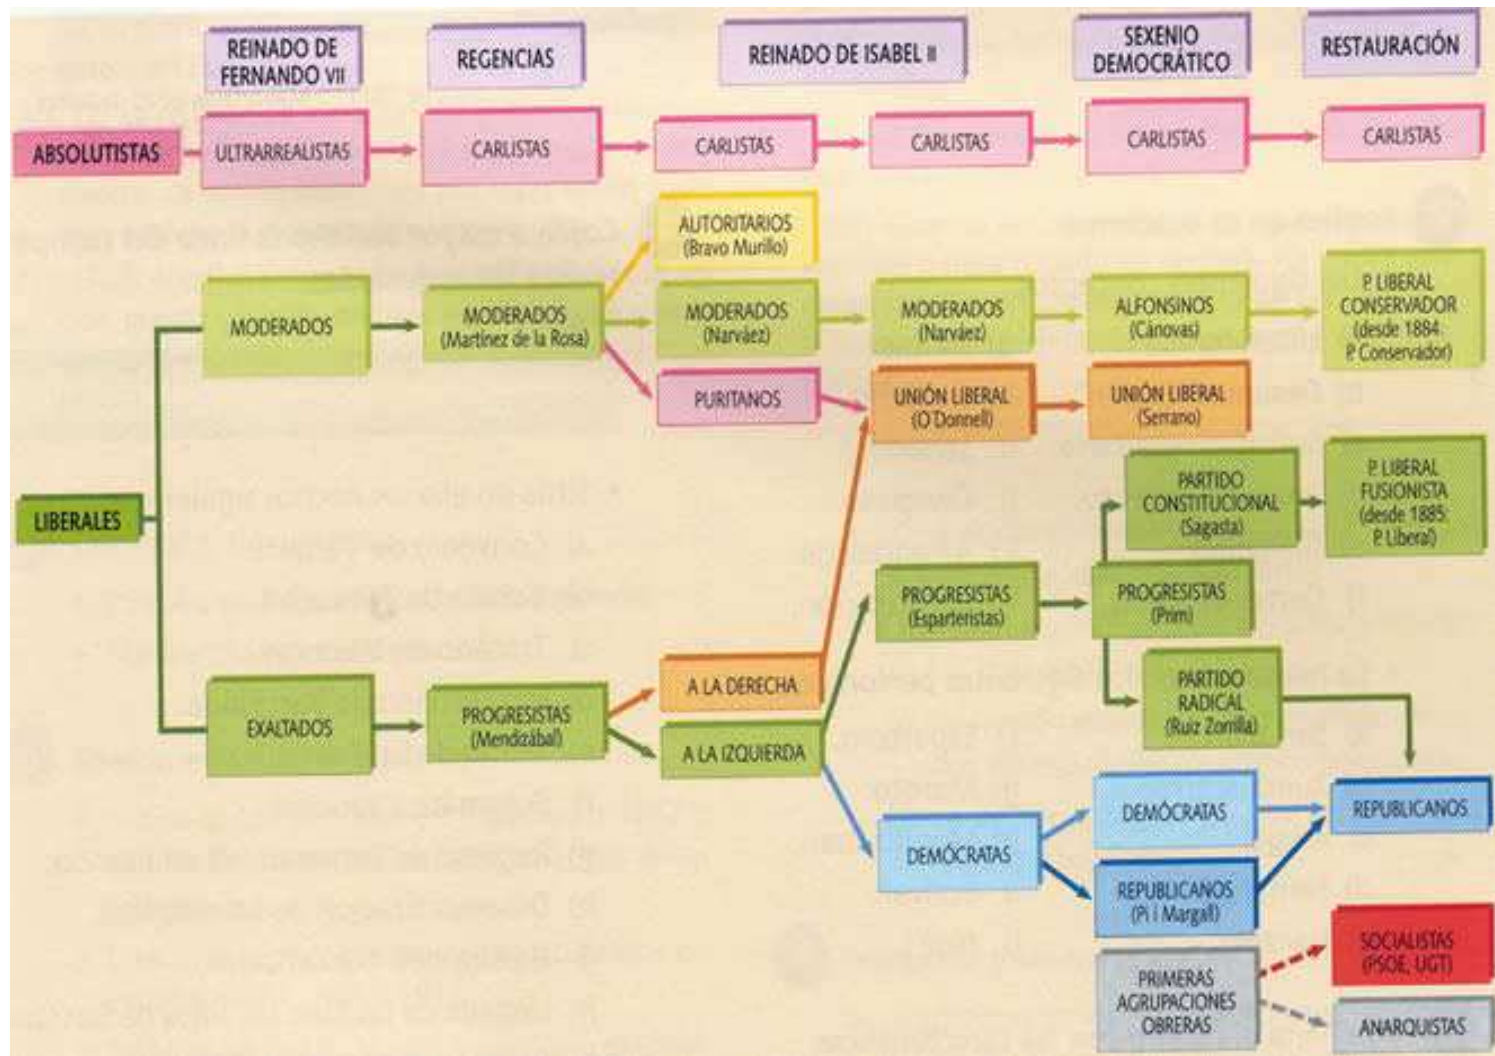 REINADO DE
FERNANDO VII
REGENCIAS
REINADO DE ISABEL II
SEXENIO
DEMOCRÁTICO
RESTAURACIÓN
ABSOLUTISTAS
ULTRARREALISTAS
CARLISTAS
CARLISTAS
CARLISTAS
CARLISTAS
CARLISTAS
AUTORITARIOS
(Bravo Murillo)
MODERADOS
MODERADOS
(Martínez de la Rosa)
MODERADOS
(Narváez)
MODERADOS
(Narváez)
ALFONSINOS
(Cánovas)
P. LIBERAL
CONSERVADOR
(desde 1884:
P. Conservador)
PURITANOS
UNIÓN LIBERAL
(O'Donnell)
UNIÓN LIBERAL
(Serrano)
LIBERALES
PARTIDO
CONSTITUCIONAL
(Sagasta)
P. LIBERAL
FUSIONISTA
(desde 1885:
P. Liberal)
PROGRESISTAS
(Esparteristas)
PROGRESISTAS
(Prim)
EXALTADOS
PROGRESISTAS
(Mendizábal)
A LA DERECHA
A LA IZQUIERDA
PARTIDO
RADICAL
(Ruiz Zorrilla)
DEMÓCRATAS
DEMÓCRATAS
REPUBLICANOS
REPUBLICANOS
(Pi i Margall)
PRIMERAS
AGRUPACIONES
OBRERAS
SOCIALISTAS
(PSOE, UGT)
ANARQUISTAS